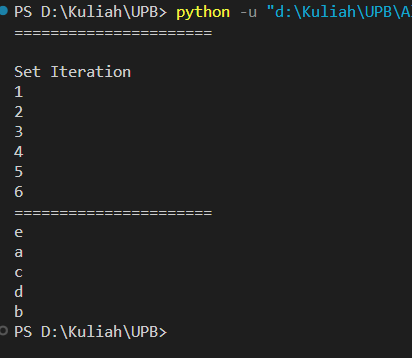 PS D:\Kuliah\UPB> python -u "d:\Kuliah\UPB\A
======================
Set Iteration
1
2
3
4
5
6
======================
e
a
c
d
b
PS D:\Kuliah\UPB>